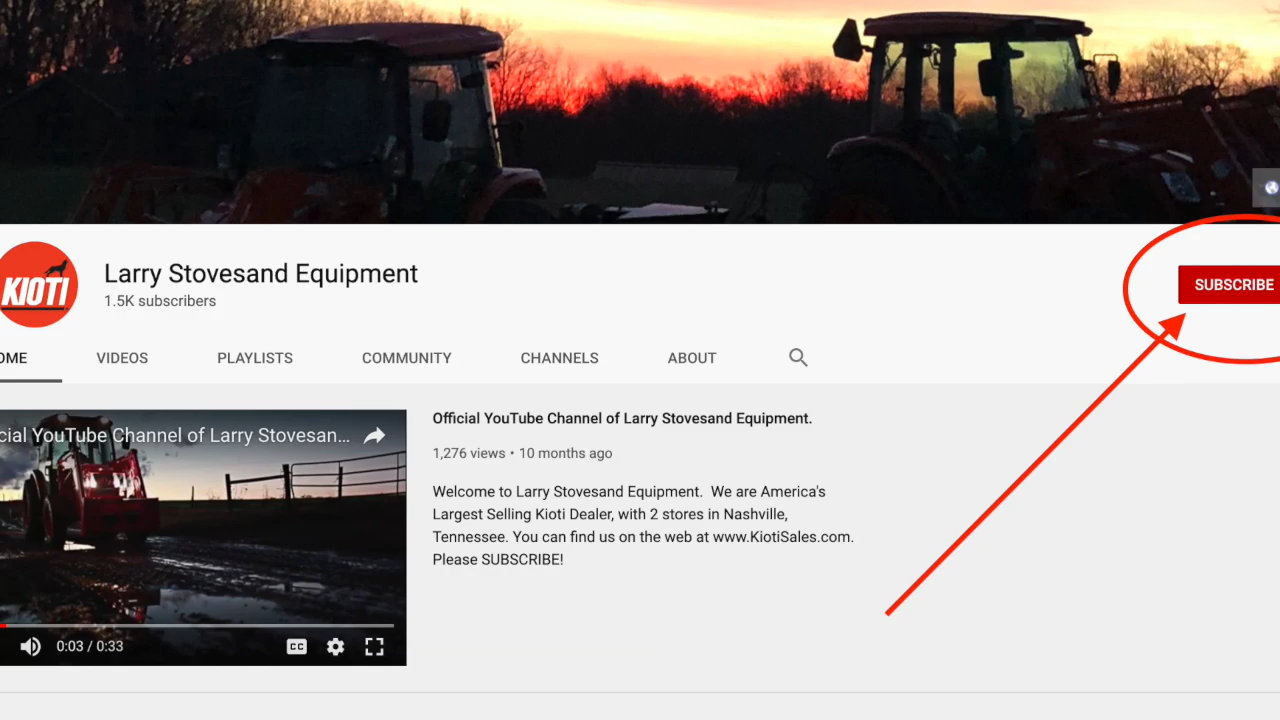 KIOTI
Larry Stovesand Equipment
1.5K subscribers
SUBSCRIBE
OME
VIDEOS
PLAYLISTS
COMMUNITY
CHANNELS
ABOUT
cial YouTube Channel of Larry Stovesan...
0:03 / 0:33
CC
Official YouTube Channel of Larry Stovesand Equipment.
1,276 views • 10 months ago
Welcome to Larry Stovesand Equipment.  We are America's
Largest Selling Kioti Dealer, with 2 stores in Nashville,
Tennessee. You can find us on the web at www.KiotiSales.com.
Please SUBSCRIBE!